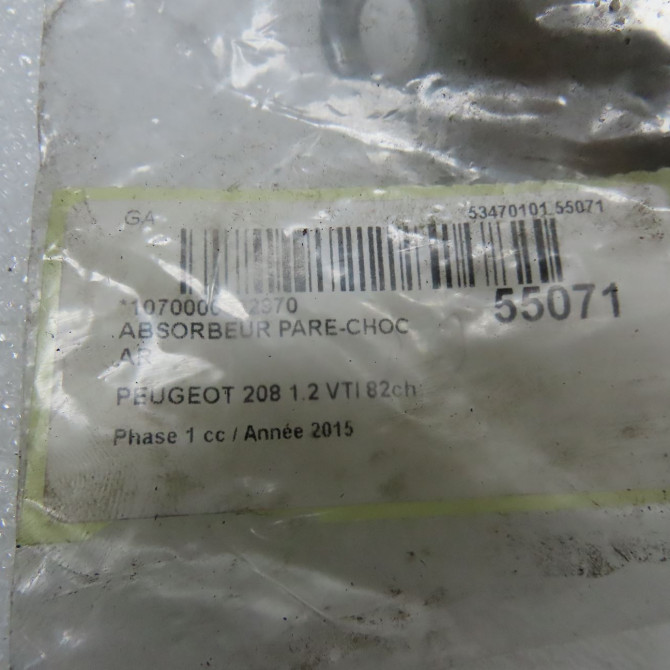 GA
53470101 55071
55071
ABSORBEUR PARE-CHOC
AR
PEUGEOT 208 1.2 VTI 82ch
Phase 1 cc / Année 2015